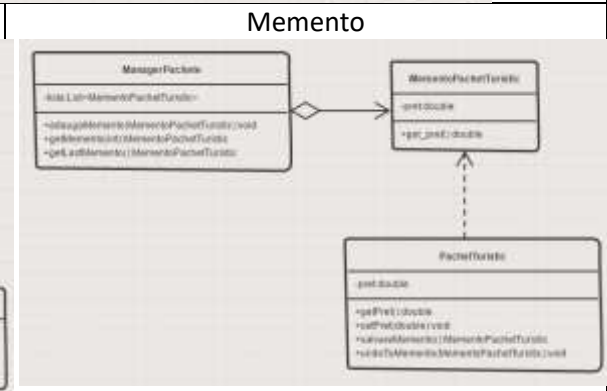 Memento
ManagerPachete
-lista:List<MementoPachetTuristic>
+adaugaMemento(MementoPachetTuristic):void
+getMemento(int):MementoPachetTuristic
+getLastMemento():MementoPachetTuristic
MementoPachetTuristic
-pret:double
+get_pret():double
PachetTuristic
-pret:double
+getPret():double
+setPret(double):void
+salvareMemento():MementoPachetTuristic
+undoToMemento(MementoPachetTuristic):void